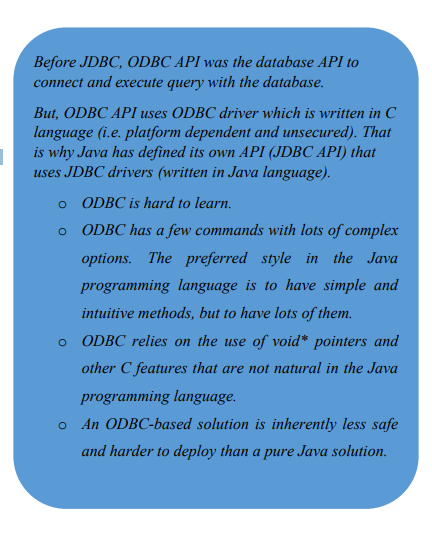 Before JDBC, ODBC API was the database API to
connect and execute query with the database.
But, ODBC API uses ODBC driver which is written in C
language (i.e. platform dependent and unsecured). That
is why Java has defined its own API (JDBC API) that
uses JDBC drivers (written in Java language).
o ODBC is hard to learn.
o ODBC has a few commands with lots of complex
options. The preferred style in the Java
programming language is to have simple and
intuitive methods, but to have lots of them.
o ODBC relies on the use of void* pointers and
other C features that are not natural in the Java
programming language.
o An ODBC-based solution is inherently less safe
and harder to deploy than a pure Java solution.